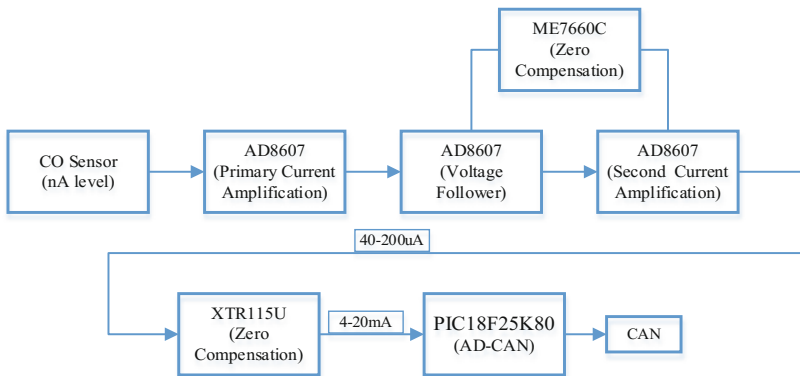 ME7660C
(Zero
Compensation)
CO Sensor
(nA level)
AD8607
(Primary Current
Amplification)
AD8607
(Voltage
Follower)
AD8607
(Second Current
Amplification)
40-200uA
XTR115U
(Zero
Compensation)
4-20mA
PIC18F25K80
(AD-CAN)
CAN